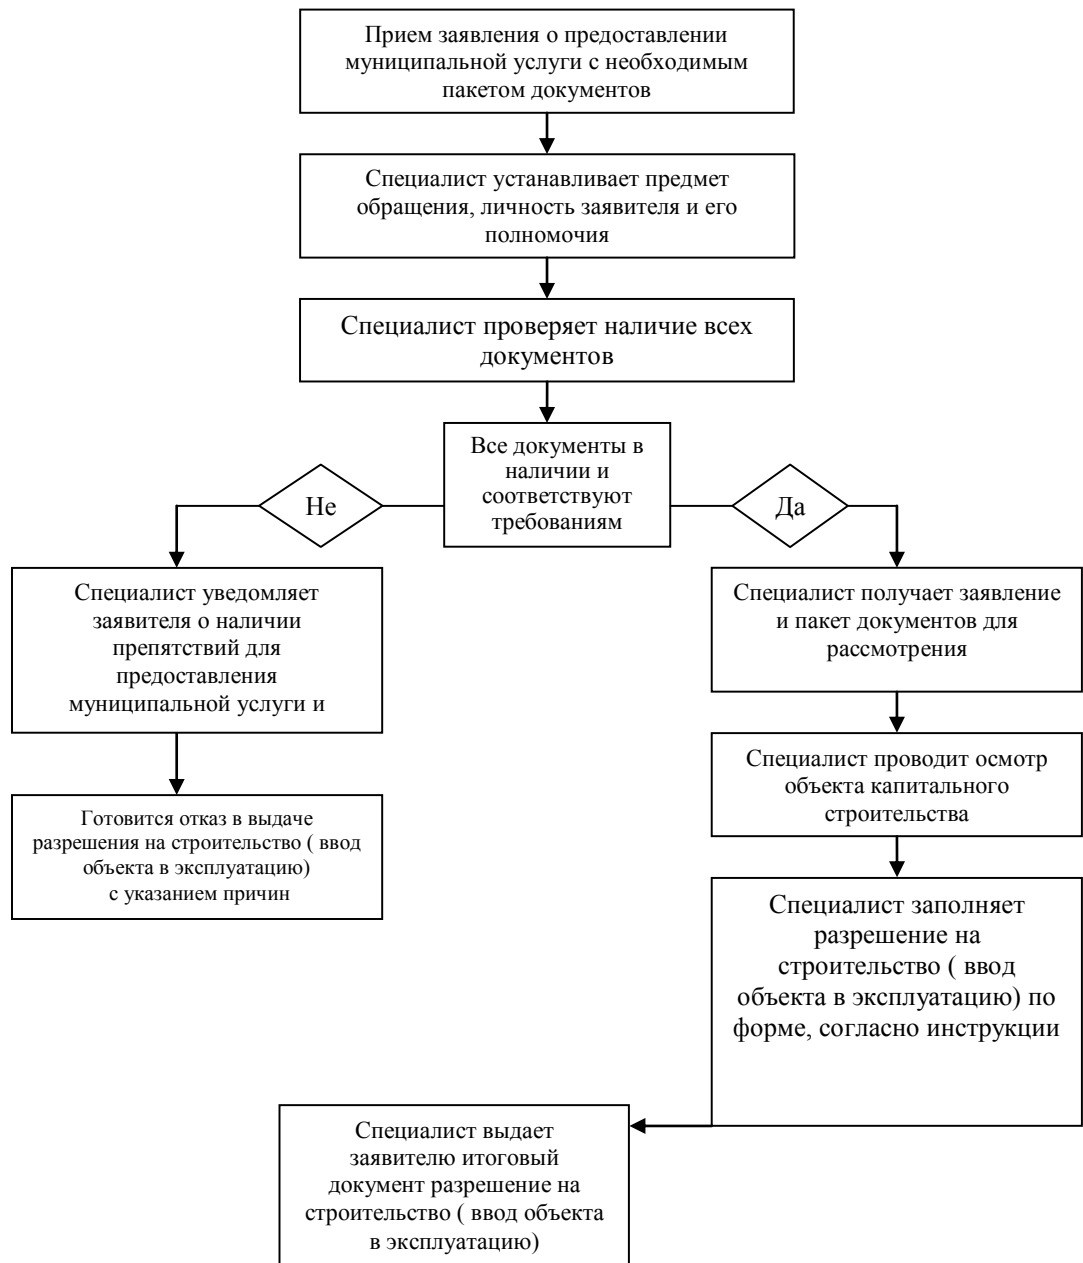 Прием заявления о предоставлении
муниципальной услуги с необходимым
пакетом документов
Специалист устанавливает предмет
обращения, личность заявителя и его
полномочия
Специалист проверяет наличие всех
документов
Все документы в
наличии и
соответствуют
требованиям
Не
Да
Специалист уведомляет
заявителя о наличии
препятствий для
предоставления
муниципальной услуги и
Готовится отказ в выдаче
разрешения на строительство ( ввод
объекта в эксплуатацию)
с указанием причин
Специалист получает заявление
и пакет документов для
рассмотрения
Специалист проводит осмотр
объекта капитального
строительства
Специалист заполняет
разрешение на
строительство ( ввод
объекта в эксплуатацию) по
форме, согласно инструкции
Специалист выдает
заявителю итоговый
документ разрешение на
строительство ( ввод объекта
в эксплуатацию)